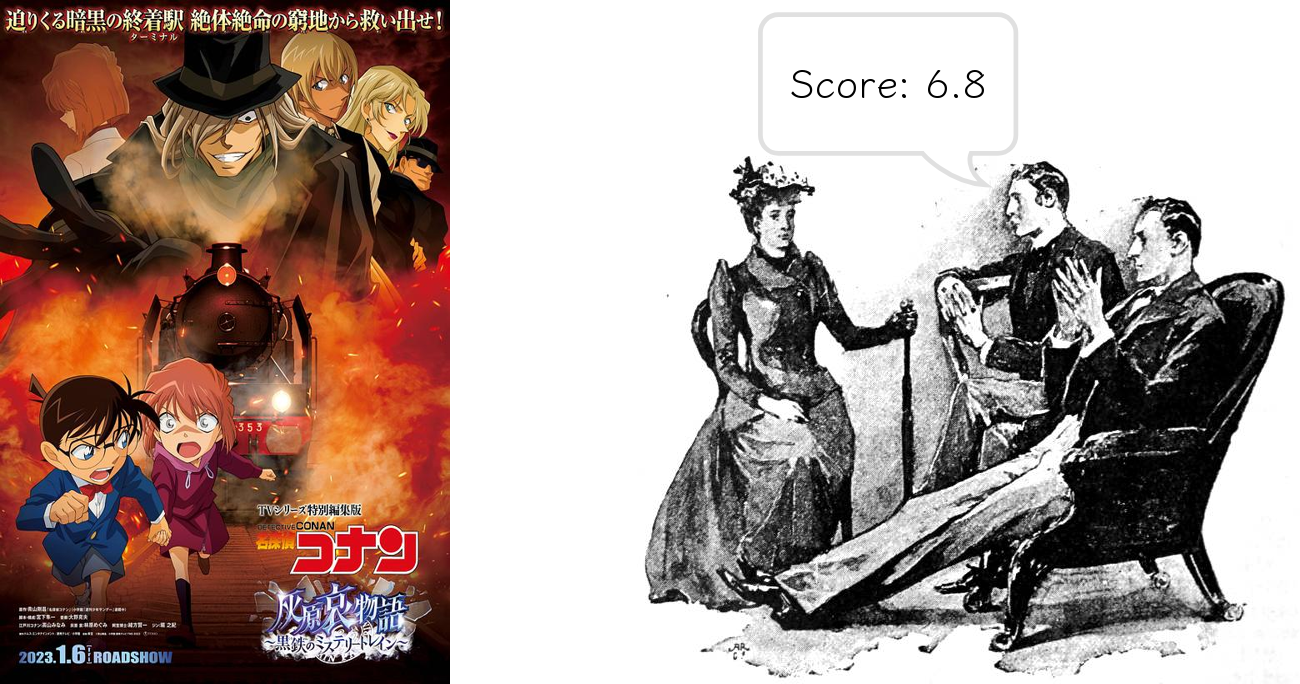 迫りくる暗黒の終着駅 絶体絶命の窮地から救い出せ!
ターミナル
Score: 6.8
353
TVシリーズ特別編集版
DETECTIVE CONAN
名探偵コナン
灰原哀物語
~黒鉄のミステリートレイン~
2023.1.6 ROADSHOW